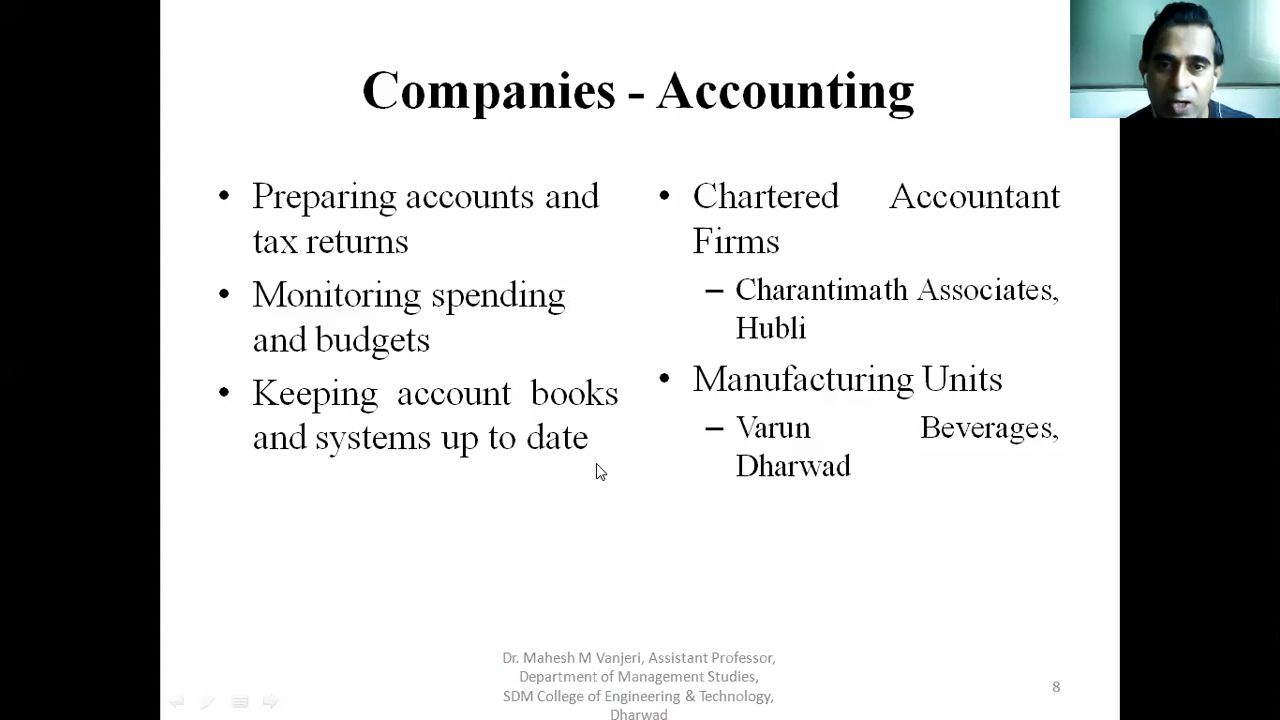 Companies - Accounting
• Preparing accounts and
tax returns
• Monitoring spending
and budgets
• Keeping account books
and systems up to date
• Chartered Accountant
Firms
– Charantimath Associates,
Hubli
• Manufacturing Units
– Varun Beverages,
Dharwad
Dr. Mahesh M Vanjeri, Assistant Professor,
Department of Management Studies,
SDM College of Engineering & Technology,
Dharwad
8